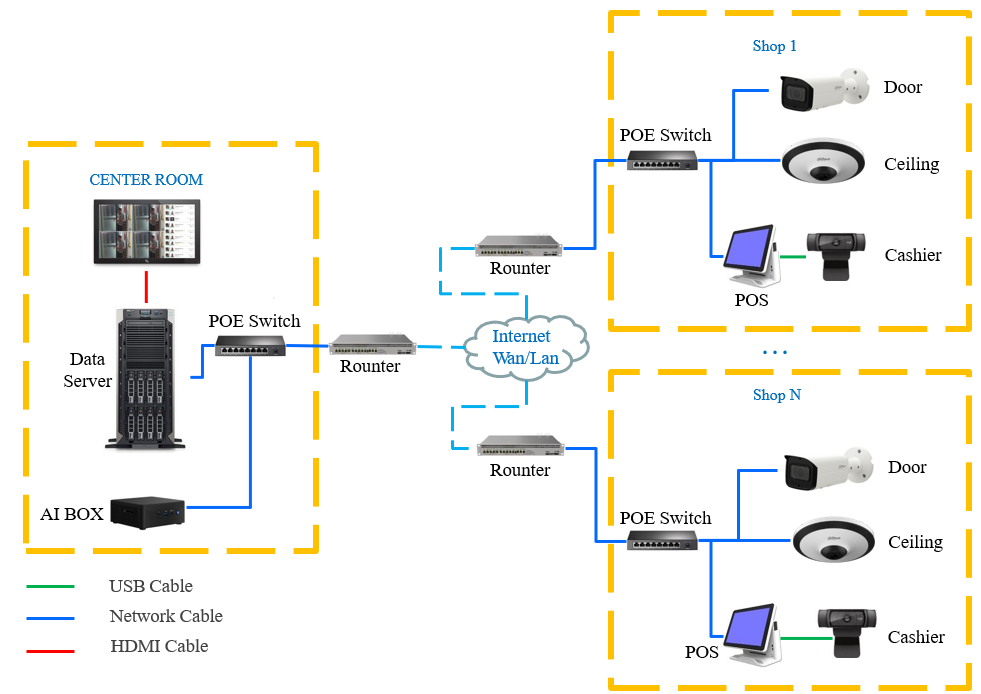 Shop 1
Door
POE Switch
Ceiling
Cashier
POS
CENTER ROOM
POE Switch
Data
Server
AI BOX
Rounter
Rounter
Internet
Wan/Lan
Rounter
...
Shop N
Door
POE Switch
Ceiling
POS
Cashier
USB Cable
Network Cable
HDMI Cable